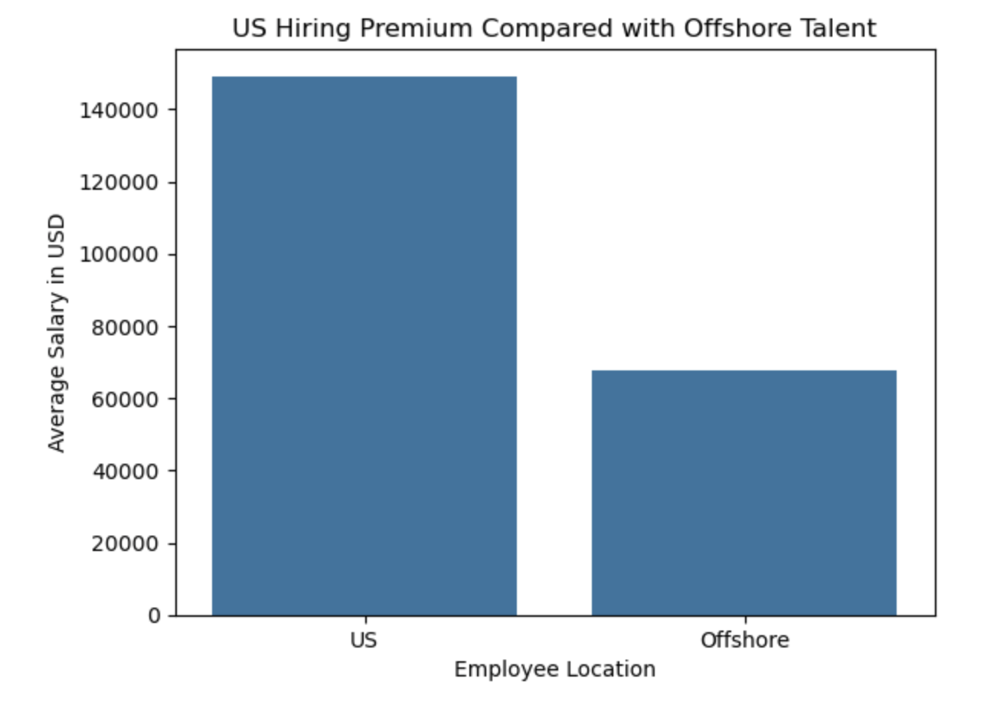 US Hiring Premium Compared with Offshore Talent
Average Salary in USD
140000
120000
100000
80000
60000
40000
20000
0
US
Offshore
Employee Location